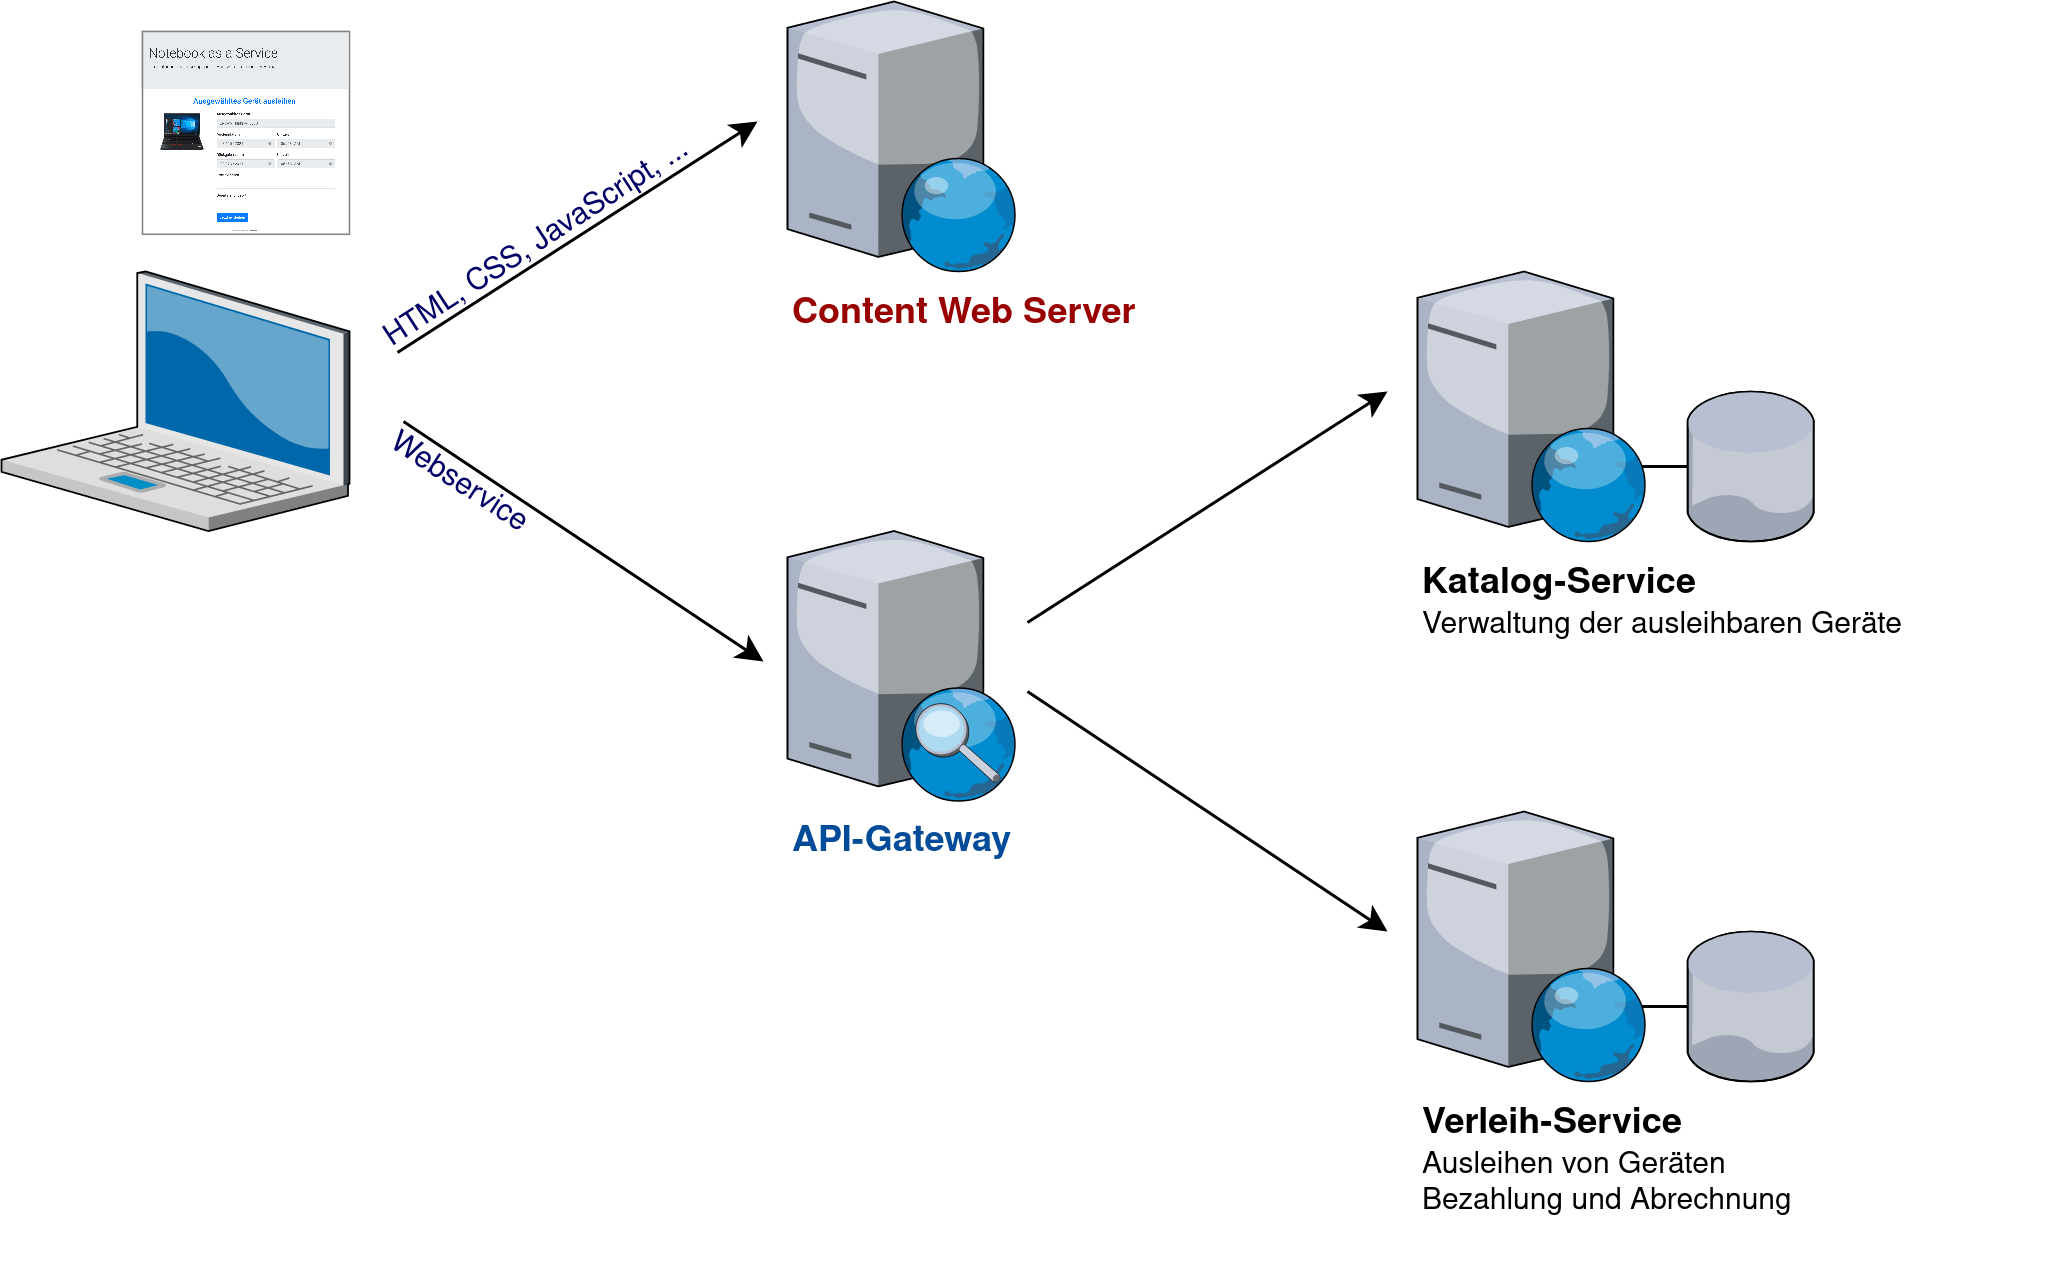 Notebook as a Service
Ausgewähltes Gerät ausleihen
HTML, CSS, JavaScript, ...
Content Web Server
Webservice
API-Gateway
Katalog-Service
Verwaltung der ausleihbaren Geräte
Verleih-Service
Ausleihen von Geräten
Bezahlung und Abrechnung